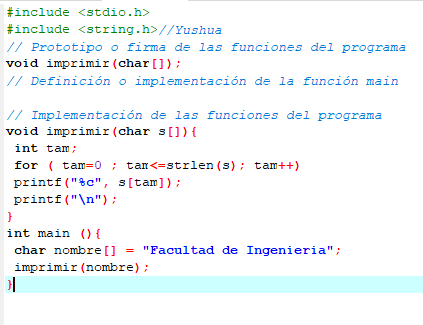 #include <stdio.h>
#include <string.h>//Yushua
// Prototipo o firma de las funciones del programa
void imprimir(char[]);
// Definición o implementación de la función main
// Implementación de las funciones del programa
void imprimir(char s[]){
int tam;
for ( tam=0 ; tam<=strlen(s); tam++)
printf("%c", s[tam]);
printf("\n");
}
int main (){
char nombre[] = "Facultad de Ingenieria";
imprimir(nombre);
}